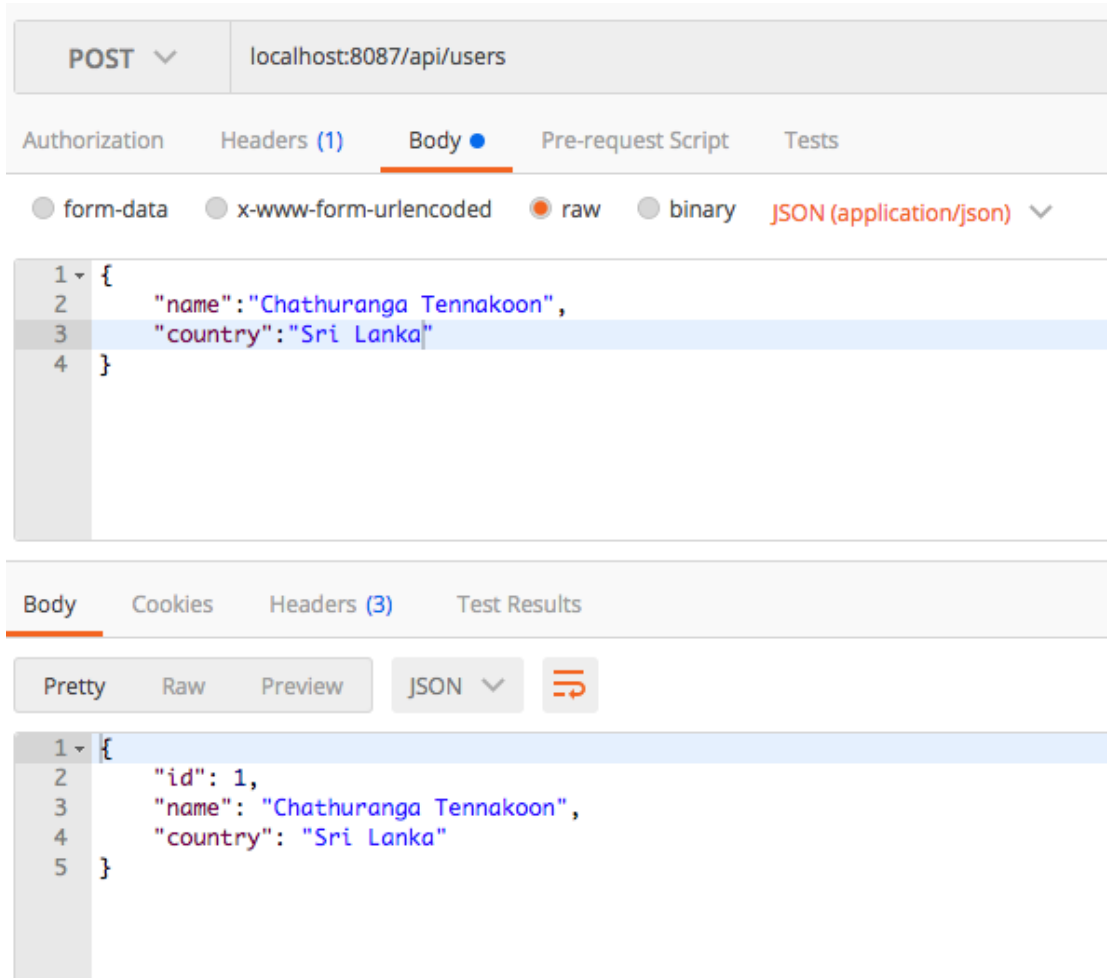 POST localhost:8087/api/users
Authorization Headers (1) Body Pre-request Script Tests
form-data x-www-form-urlencoded raw binary JSON (application/json)
1 {
2 "name":"Chathuranga Tennakoon",
3 "country":"Sri Lanka"
4 }
Body Cookies Headers (3) Test Results
Pretty Raw Preview JSON
1 {
2 "id": 1,
3 "name": "Chathuranga Tennakoon",
4 "country": "Sri Lanka"
5 }